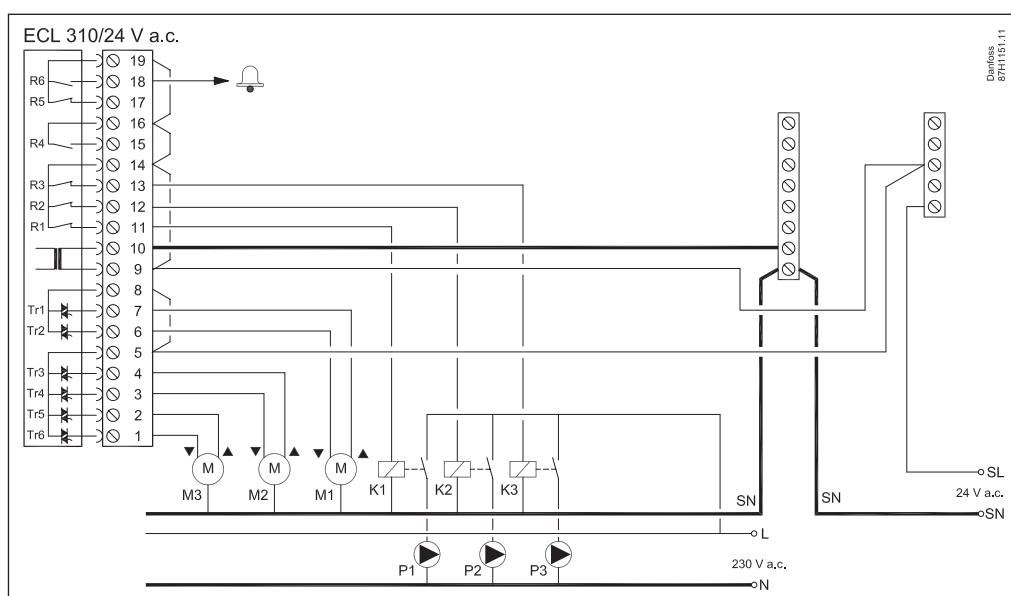 ECL 310/24 V a.c.
Danfoss
87H1151.11
19
R6 18
R5 17
16
R4 15
14
R3 13
R2 12
R1 11
10
9
8
Tr1 7
Tr2 6
5
Tr3 4
Tr4 3
Tr5 2
Tr6 1
M M M
M3 M2 M1 K1 K2 K3
SL
24 V a.c.
SN SN SN
L
P1 P2 P3
230 V a.c.
N